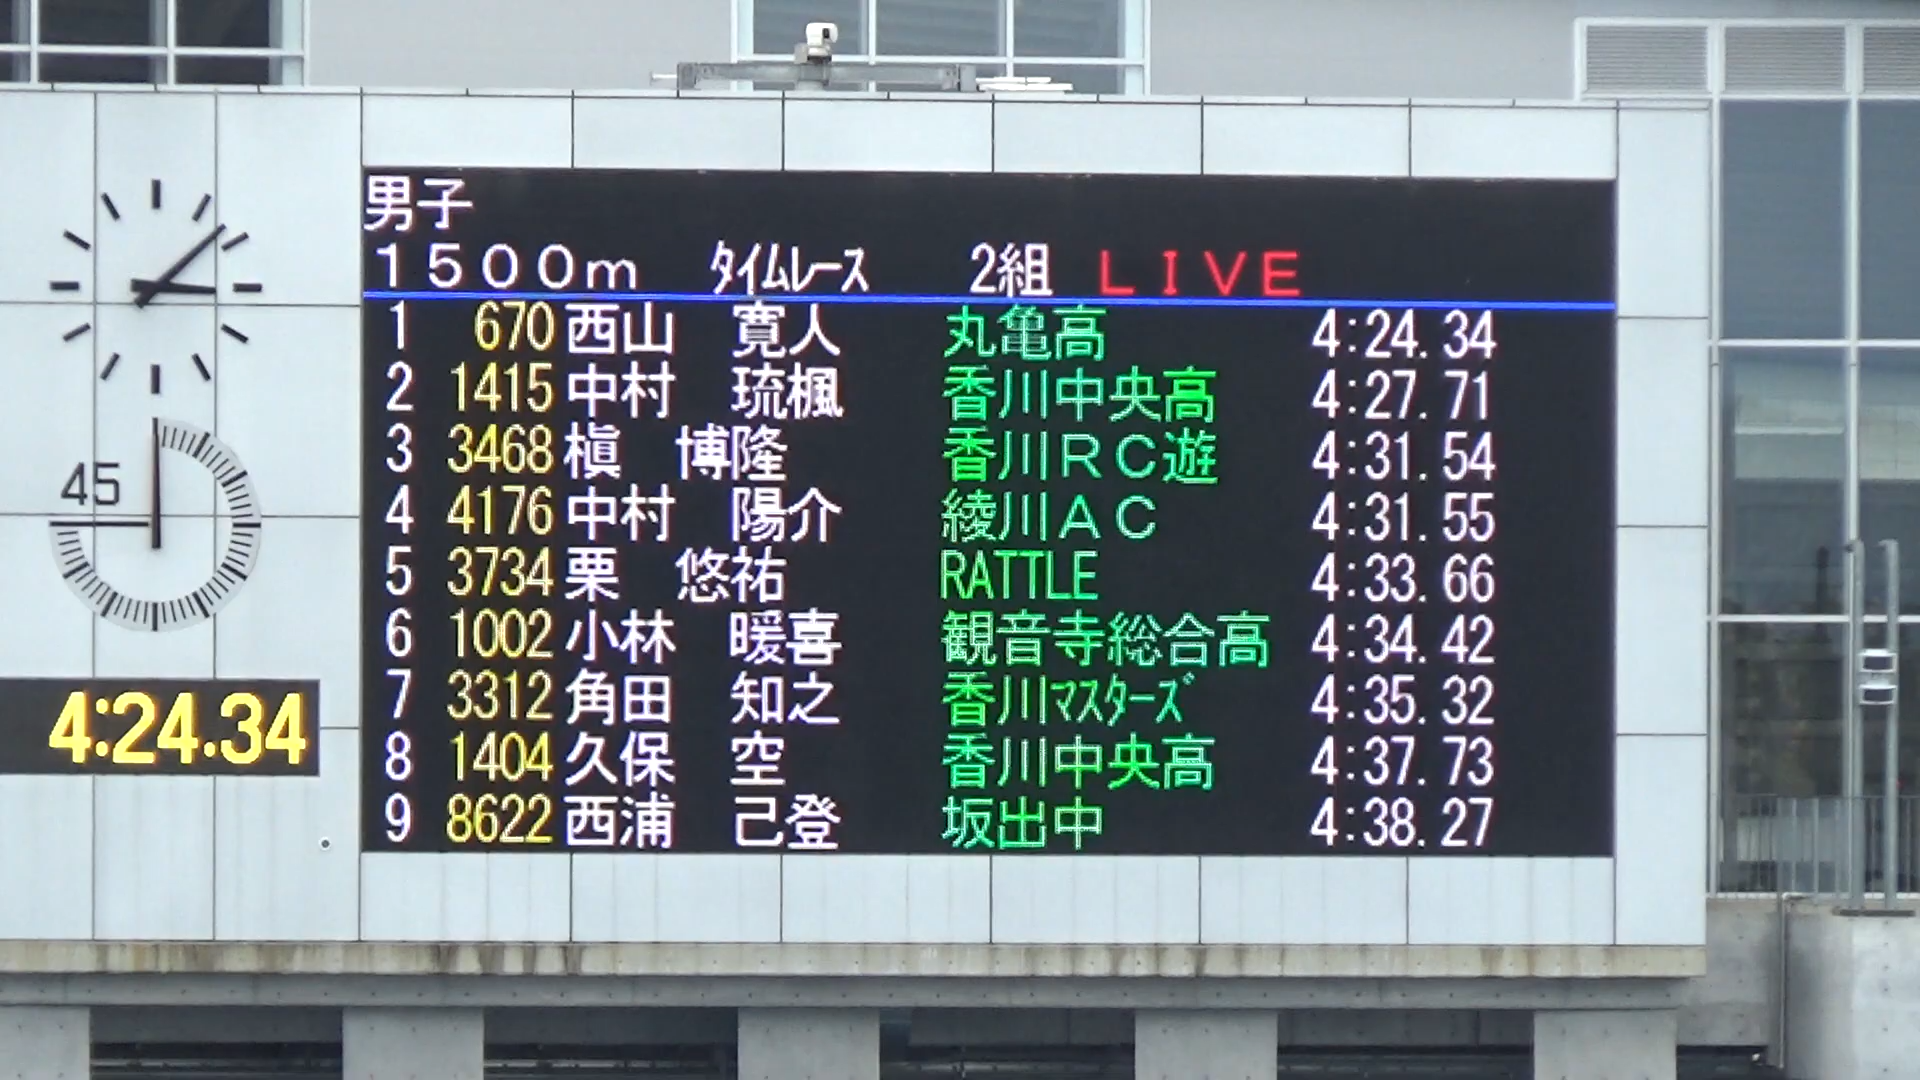 男子
1500m タイムレース 2組 LIVE
1 670 西山 寛人 丸亀高 4:24.34
2 1415 中村 琉楓 香川中央高 4:27.71
3 3468 槇 博隆 香川RC遊 4:31.54
4 4176 中村 陽介 綾川AC 4:31.55
5 3734 栗 悠祐 RATTLE 4:33.66
6 1002 小林 暖喜 観音寺総合高 4:34.42
7 3312 角田 知之 香川マスターズ 4:35.32
8 1404 久保 空 香川中央高 4:37.73
9 8622 西浦 己登 坂出中 4:38.27
45
4:24.34